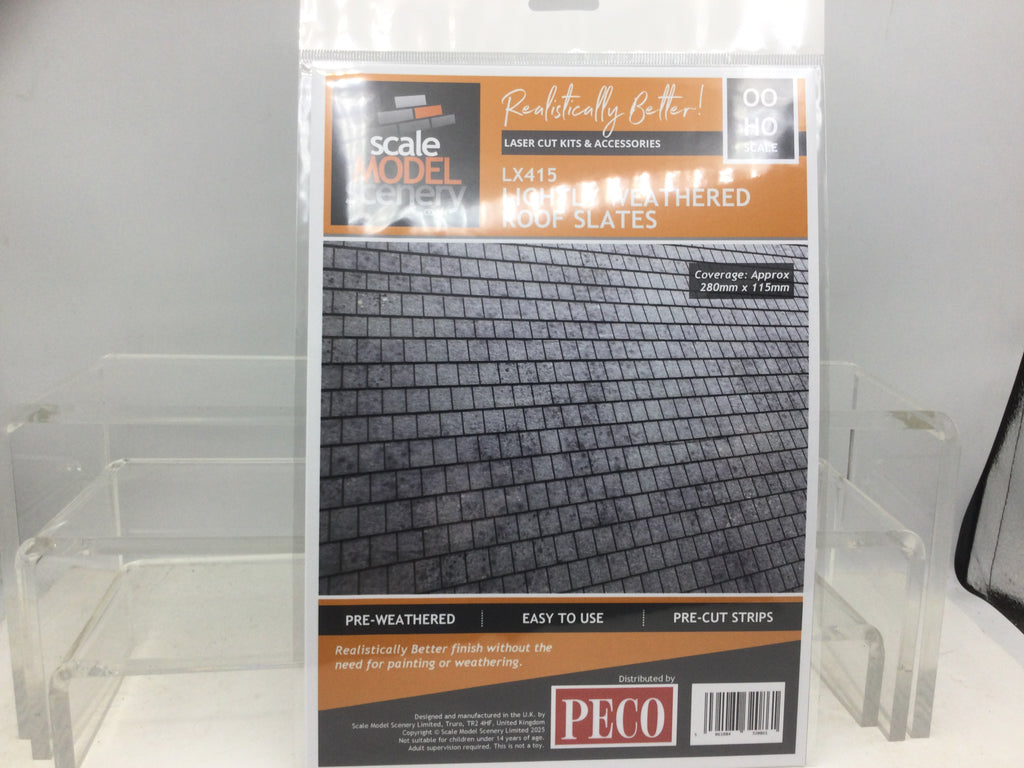 scale
MODEL
scenery
Realistically Better!
LASER CUT KITS & ACCESSORIES
OO
HO
SCALE
LX415
LIGHTLY WEATHERED
ROOF SLATES
Coverage: Approx
280mm x 115mm
PRE-WEATHERED
EASY TO USE
PRE-CUT STRIPS
Realistically Better finish without the
need for painting or weathering.
Distributed by
PECO
Designed and manufactured in the U.K. by
Scale Model Scenery Limited, Truro, TR2 4HF, United Kingdom
Copyright © Scale Model Scenery Limited 2025
Not suitable for children under 14 years of age.
Adult supervision required. This is not a toy.